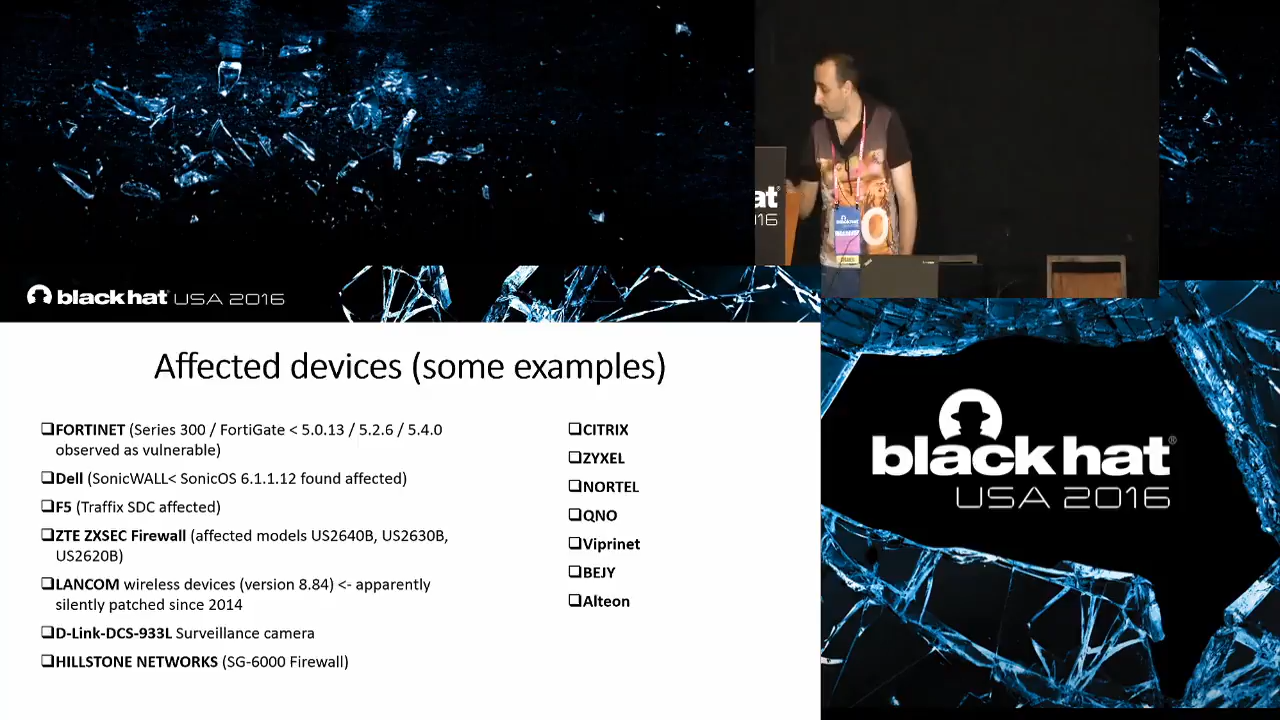 at
16
black hat
black hat USA 2016
Affected devices (some examples)
❑FORTINET (Series 300 / FortiGate < 5.0.13 / 5.2.6 / 5.4.0
observed as vulnerable)
❑Dell (SonicWALL< SonicOS 6.1.1.12 found affected)
❑F5 (Traffix SDC affected)
❑ZTE ZXSEC Firewall (affected models US2640B, US2630B,
US2620B)
❑LANCOM wireless devices (version 8.84) <- apparently
silently patched since 2014
❑D-Link-DCS-933L Surveillance camera
❑HILLSTONE NETWORKS (SG-6000 Firewall)
❑CITRIX
❑ZYXEL
❑NORTEL
❑QNO
❑Viprinet
❑BEJY
❑Alteon
black hat®
USA 2016